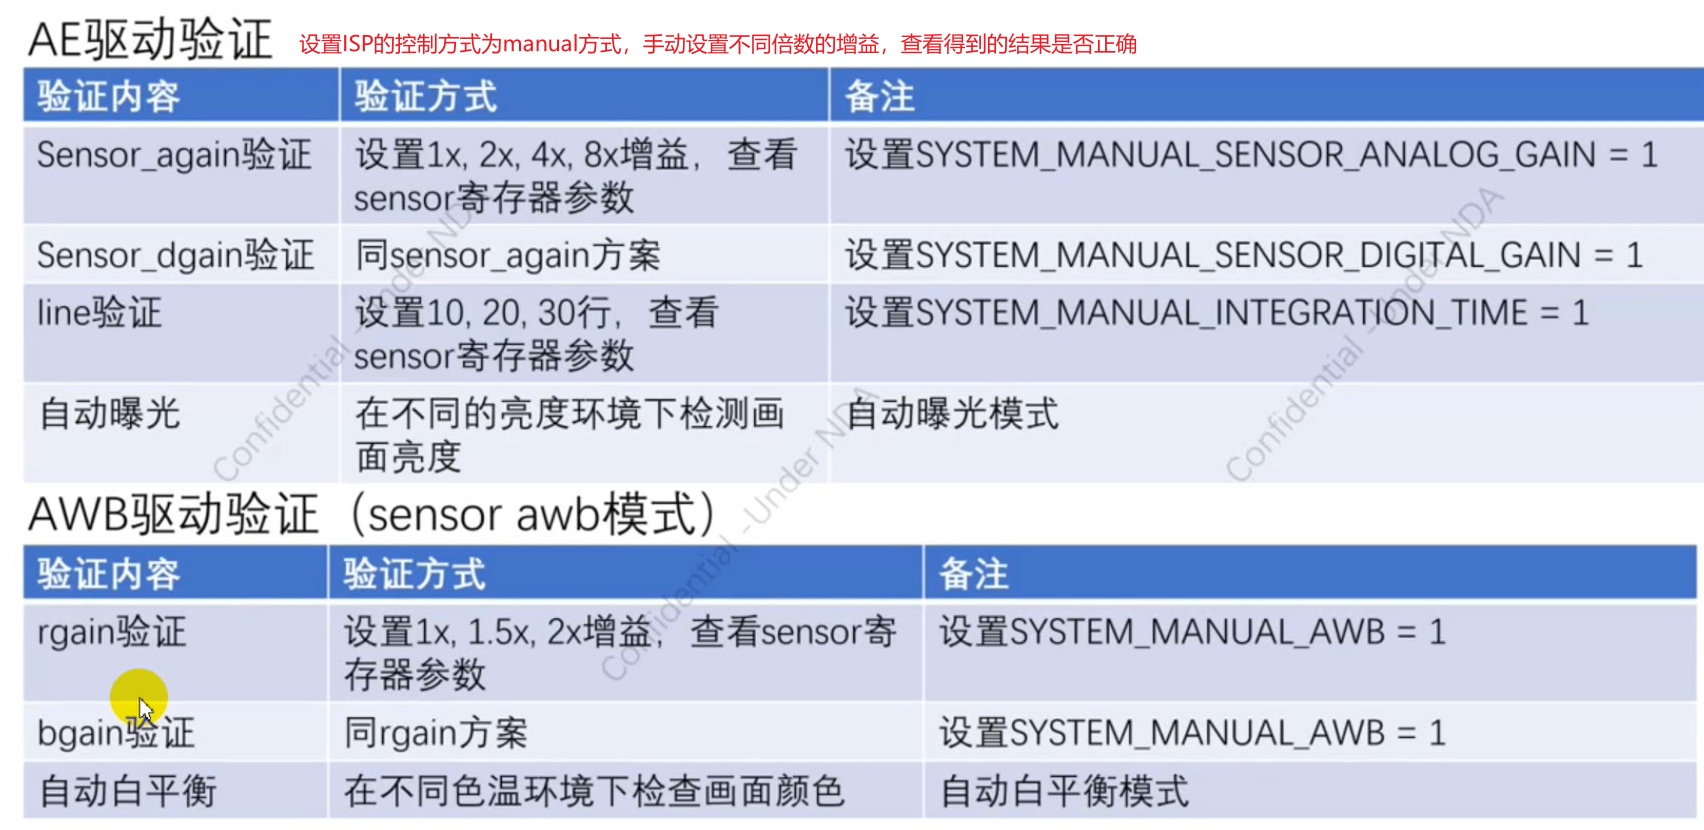 AE驱动验证 设置ISP的控制方式为manual方式，手动设置不同倍数的增益，查看得到的结果是否正确
验证内容 验证方式 备注
Sensor_again验证 设置1x, 2x, 4x, 8x增益，查看 设置SYSTEM_MANUAL_SENSOR_ANALOG_GAIN = 1
sensor寄存器参数
Sensor_dgain验证 同sensor_again方案 设置SYSTEM_MANUAL_SENSOR_DIGITAL_GAIN = 1
line验证 设置10, 20, 30行，查看 设置SYSTEM_MANUAL_INTEGRATION_TIME = 1
sensor寄存器参数
自动曝光 在不同的亮度环境下检测画 自动曝光模式
面亮度
AWB驱动验证（sensor awb模式）
验证内容 验证方式 备注
rgain验证 设置1x, 1.5x, 2x增益，查看sensor寄 设置SYSTEM_MANUAL_AWB = 1
存器参数
bgain验证 同rgain方案 设置SYSTEM_MANUAL_AWB = 1
自动白平衡 在不同色温环境下检查画面颜色 自动白平衡模式
Confidential -Under NDA
Confidential -Under NDA
Confidential -Under NDA